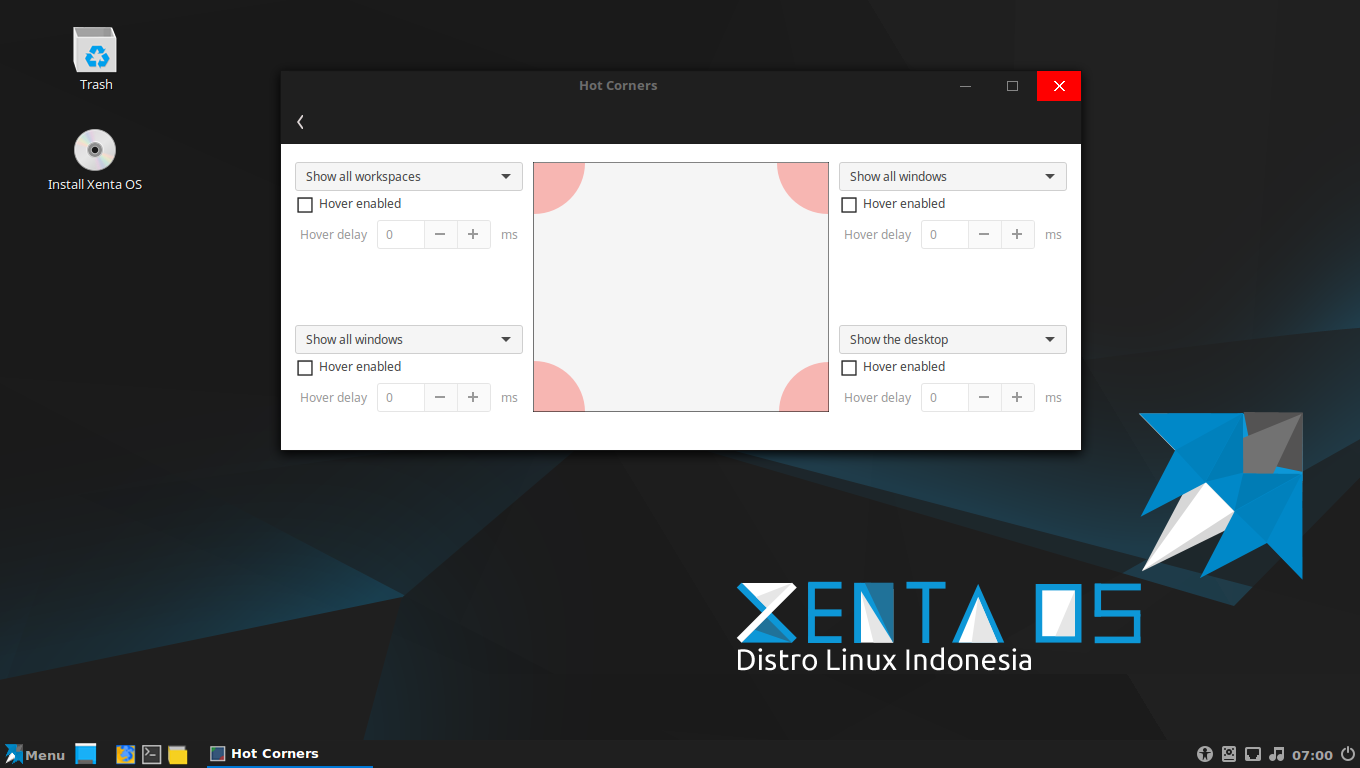 Trash
Install Xenta OS
Hot Corners
Show all workspaces
Hover enabled
Hover delay 0 ms
Show all windows
Hover enabled
Hover delay 0 ms
Show all windows
Hover enabled
Hover delay 0 ms
Show the desktop
Hover enabled
Hover delay 0 ms
XENTA OS
Distro Linux Indonesia
Menu
Hot Corners
07:00